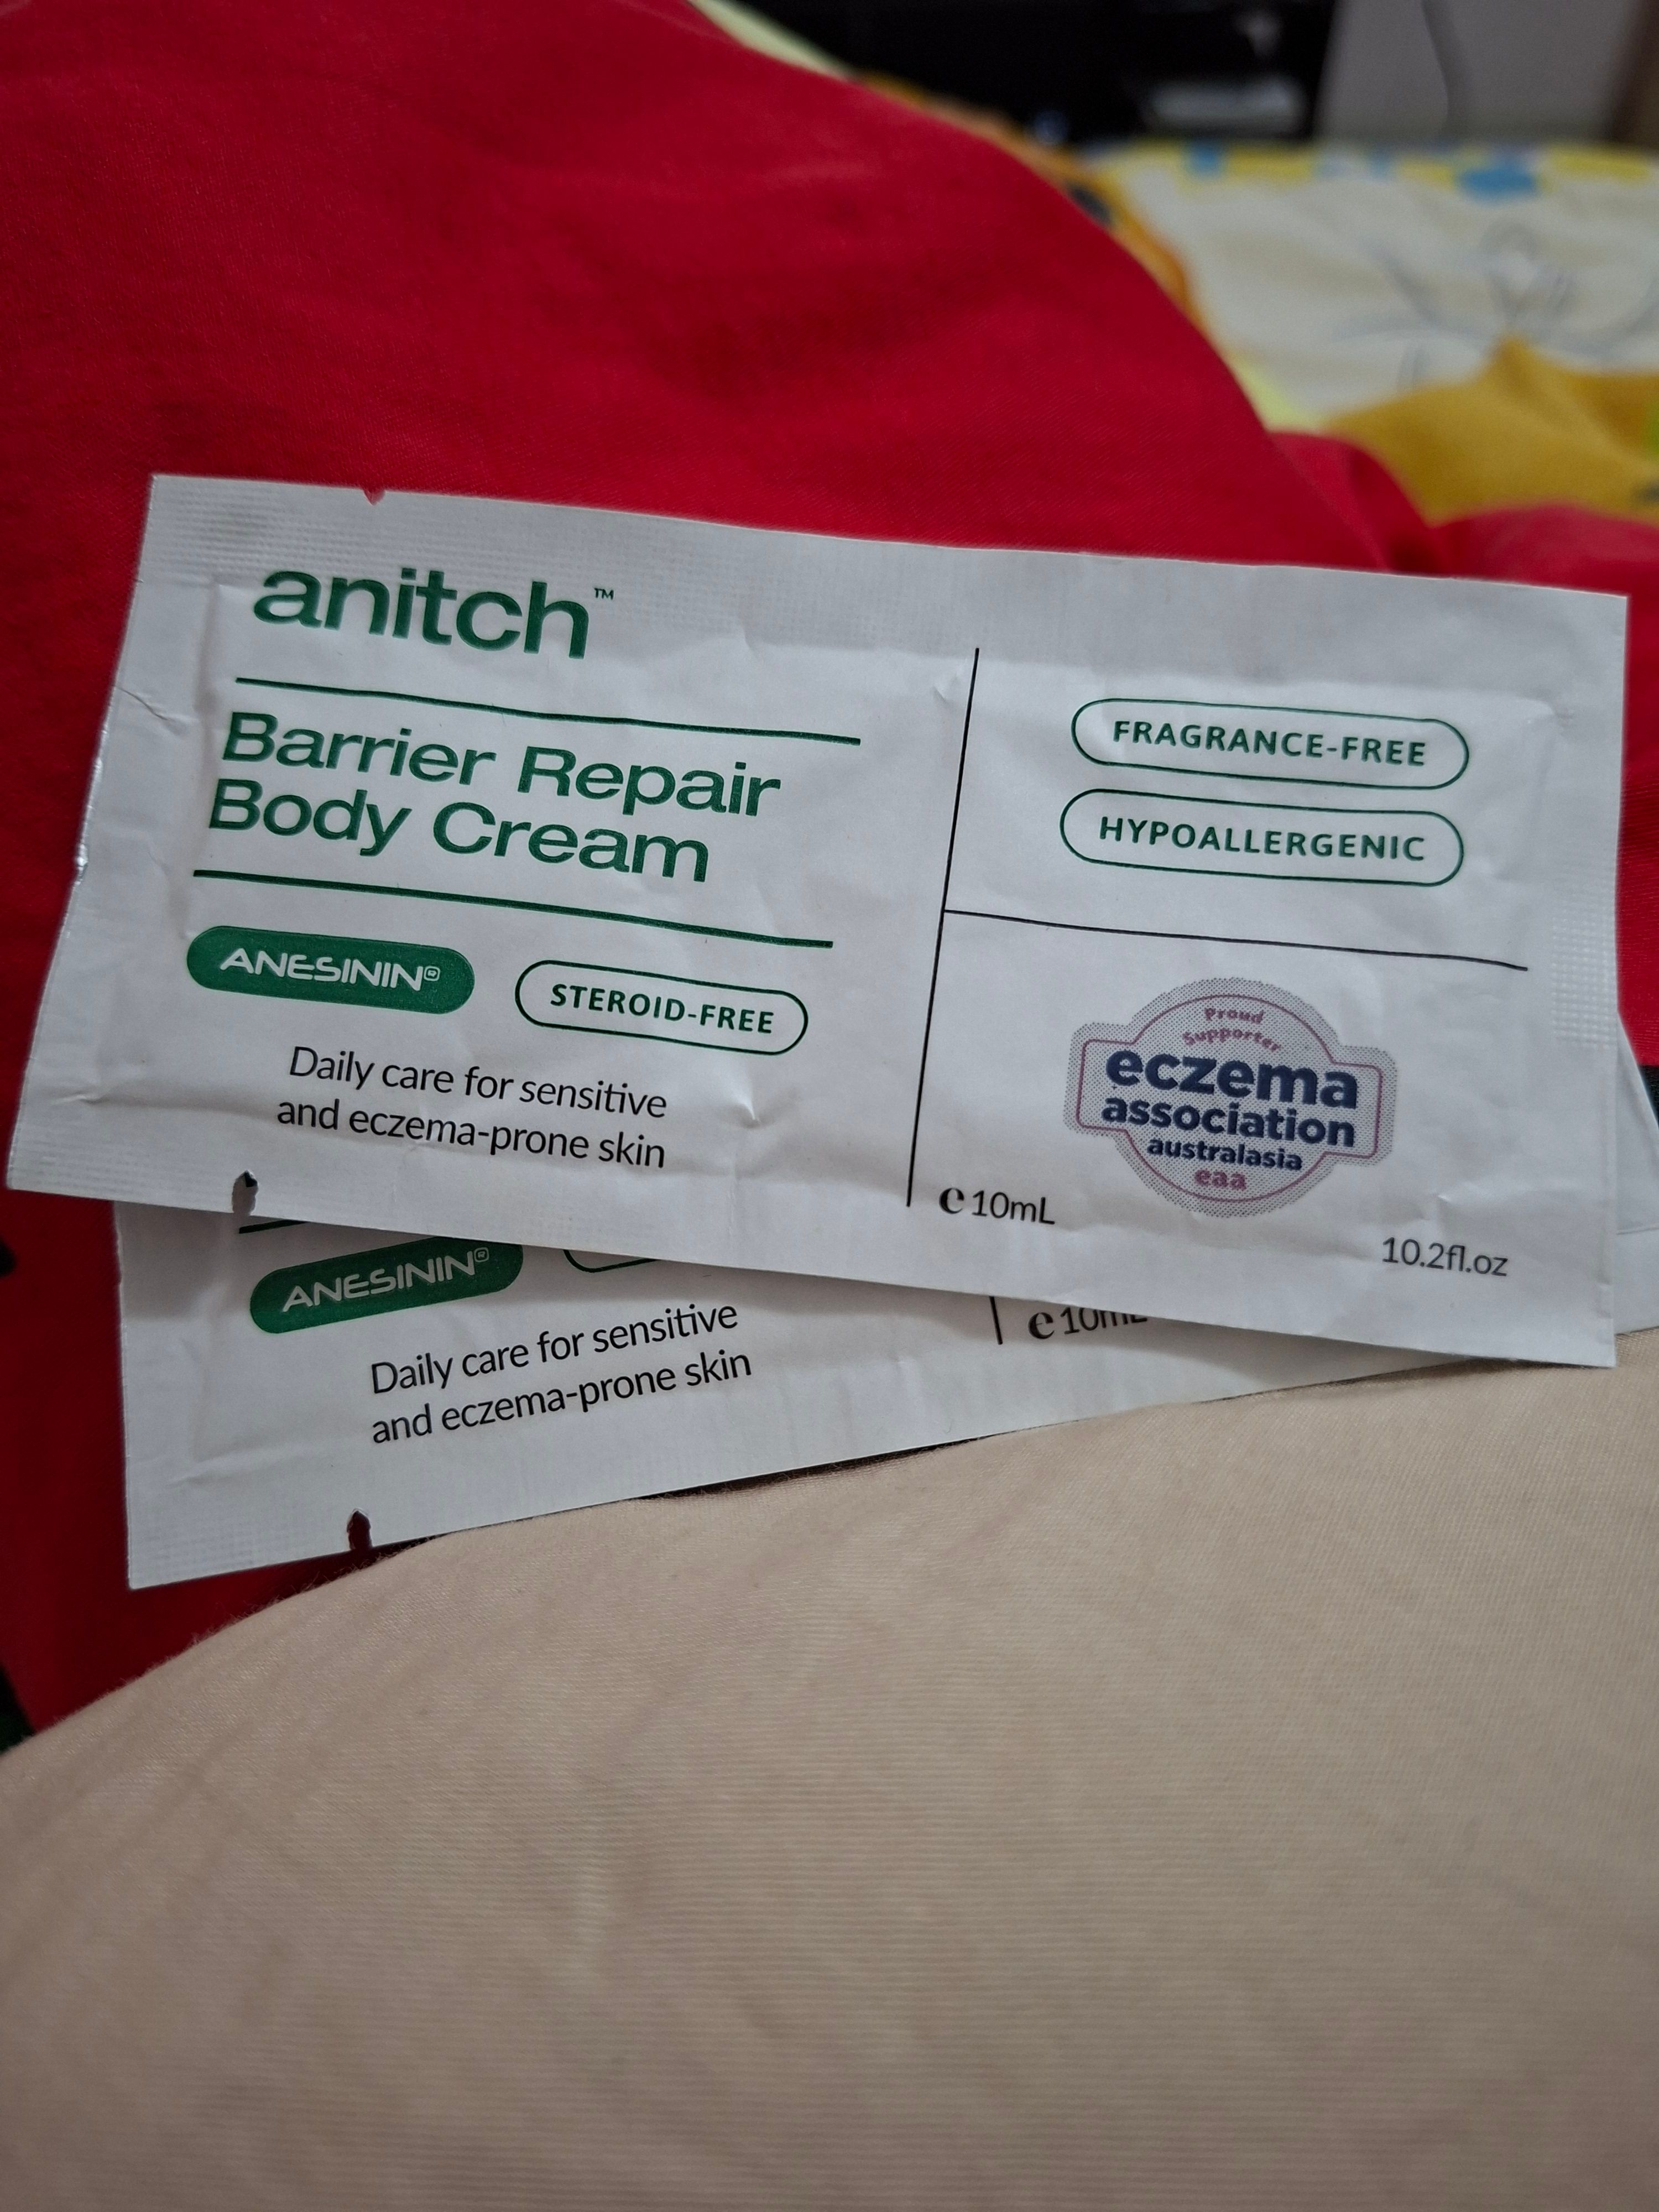 anitch™
Barrier Repair
Body Cream
ANESININ®
STEROID-FREE
Daily care for sensitive
and eczema-prone skin
FRAGRANCE-FREE
HYPOALLERGENIC
Proud
Supporter
eczema
association
australasia
eaa
℮10mL
10.2fl.oz
ANESININ®
Daily care for sensitive
and eczema-prone skin
℮10mL